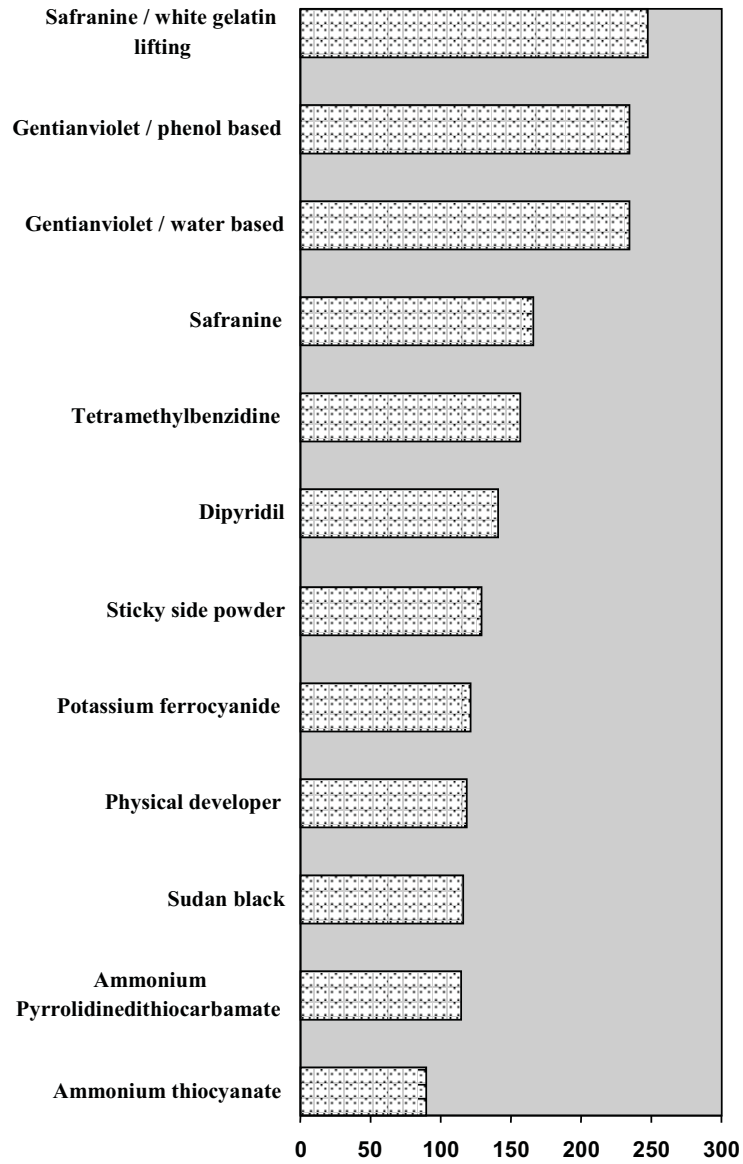 Safranine / white gelatin
lifting
Gentianviolet / phenol based
Gentianviolet / water based
Safranine
Tetramethylbenzidine
Dipyridil
Sticky side powder
Potassium ferrocyanide
Physical developer
Sudan black
Ammonium
Pyrrolidinedithiocarbamate
Ammonium thiocyanate
0 50 100 150 200 250 300